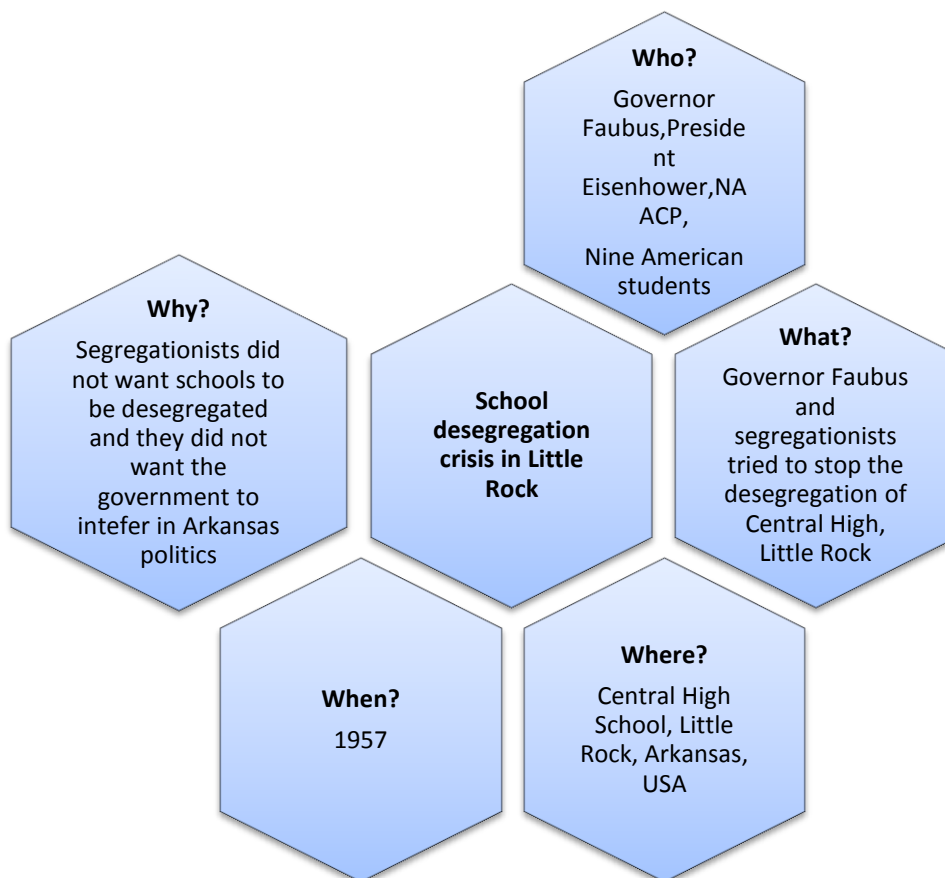 Who?
Governor
Faubus,Preside
nt
Eisenhower,NA
ACP,
Nine American
students
Why?
Segregationists did
not want schools to
be desegregated
and they did not
want the
government to
intefer in Arkansas
politics
School
desegregation
crisis in Little
Rock
What?
Governor Faubus
and
segregationists
tried to stop the
desegregation of
Central High,
Little Rock
When?
1957
Where?
Central High
School, Little
Rock, Arkansas,
USA